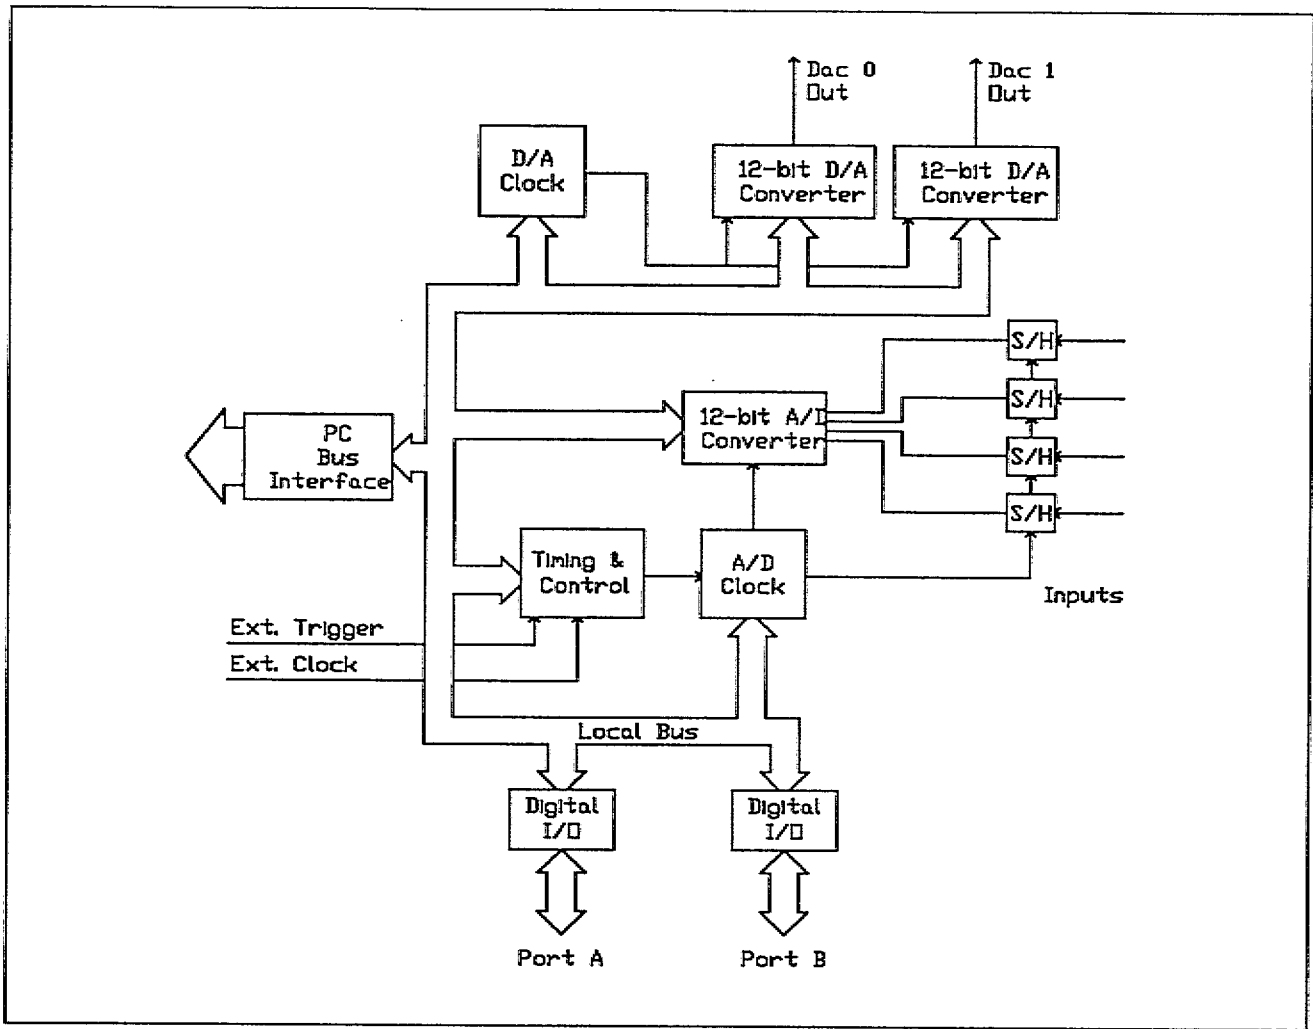 Dac 0
Out
Dac 1
Out
D/A
Clock
12-bit D/A
Converter
12-bit D/A
Converter
S/H
S/H
S/H
S/H
PC
Bus
Interface
12-bit A/D
Converter
Timing &
Control
A/D
Clock
Inputs
Ext. Trigger
Ext. Clock
Local Bus
Digital
I/O
Digital
I/O
Port A
Port B